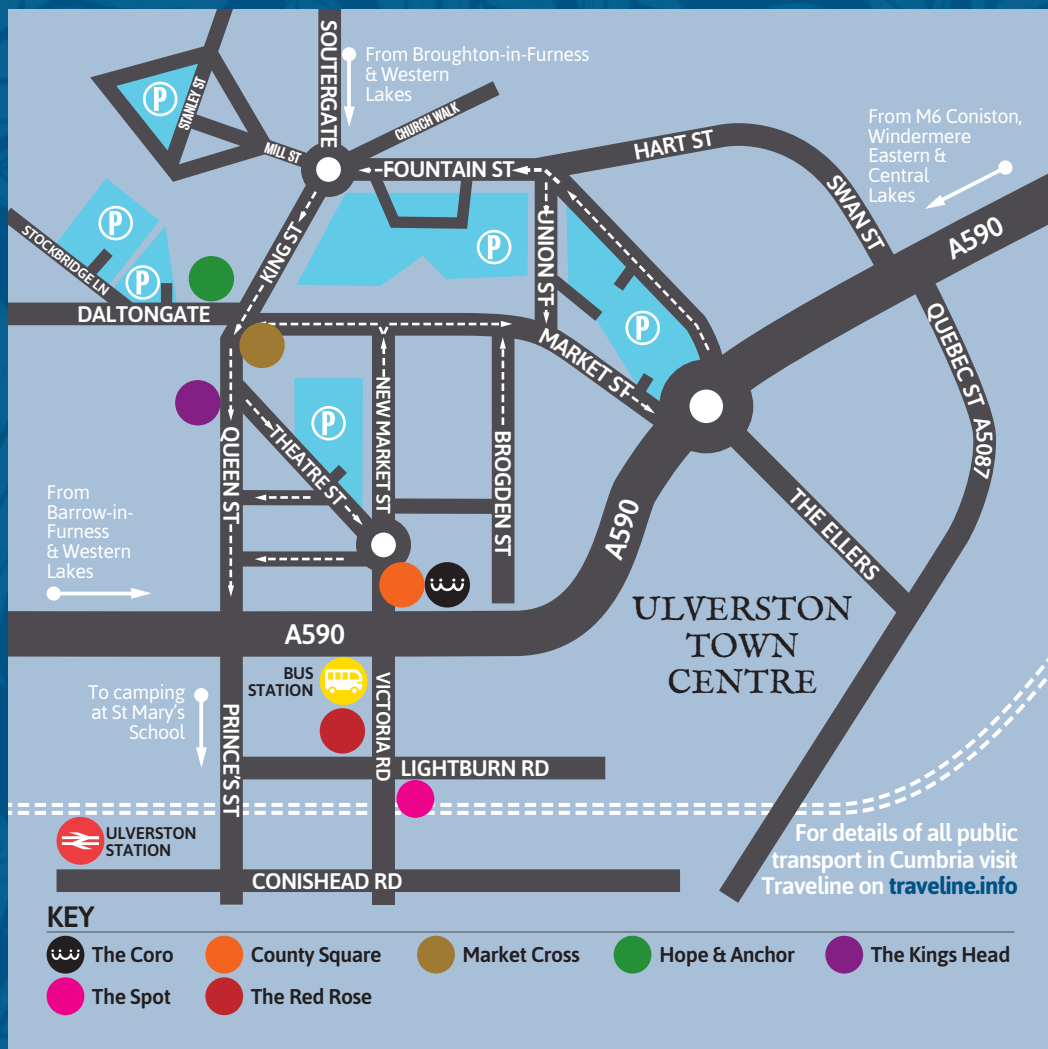 SOUTERGATE
From Broughton-in-Furness
& Western
Lakes
P
STANLEY ST
CHURCH WALK
MILL ST
FOUNTAIN ST
HART ST
From M6 Coniston,
Windermere
Eastern &
Central
Lakes
SWAN ST
A590
P
STOCKBRIDGE LN
P
KING ST
P
UNION ST
DALTONGATE
P
MARKET ST
QUEBEC ST A5087
NEW MARKET ST
P
THEATRE ST
QUEEN ST
BROGDEN ST
From
Barrow-in-
Furness
& Western
Lakes
A590
THE ELLERS
A590
ULVERSTON
TOWN
CENTRE
BUS
STATION
VICTORIA RD
To camping
at St Mary's
School
PRINCE'S ST
LIGHTBURN RD
ULVERSTON
STATION
For details of all public
transport in Cumbria visit
Traveline on traveline.info
CONISHEAD RD
KEY
The Coro
County Square
Market Cross
Hope & Anchor
The Kings Head
The Spot
The Red Rose